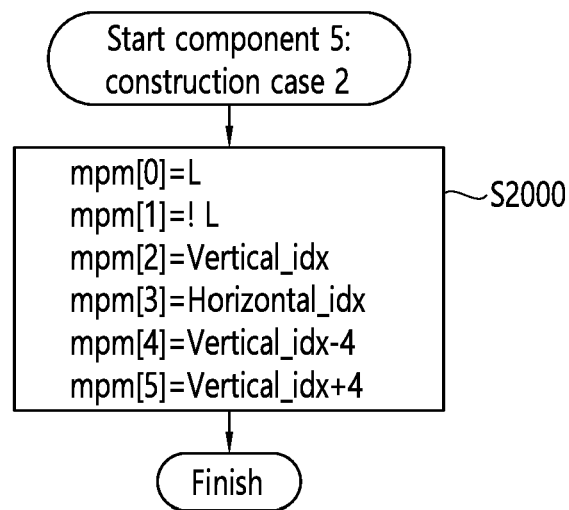 Start component 5:
construction case 2
mpm[0]=L
mpm[1]=! L
mpm[2]=Vertical_idx
mpm[3]=Horizontal_idx
mpm[4]=Vertical_idx-4
mpm[5]=Vertical_idx+4
S2000
Finish